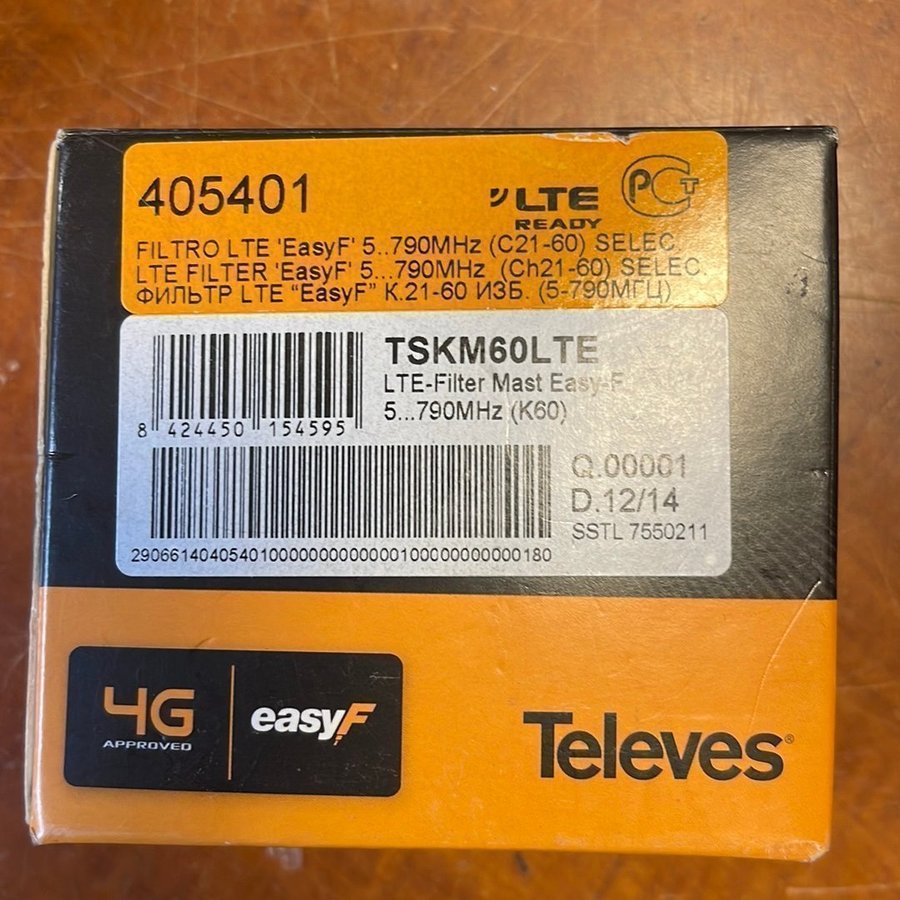 405401
LTE
READY
PCT
FILTRO LTE 'EasyF' 5..790MHz (C21-60) SELEC.
LTE FILTER 'EasyF' 5...790MHz (Ch21-60) SELEC.
ФИЛЬТР LTE "EasyF" К.21-60 ИЗБ. (5-790МГЦ)
TSKM60LTE
LTE-Filter Mast Easy-F
5...790MHz (K60)
8 424450 154595
Q.00001
D.12/14
SSTL 7550211
29066140405401000000000000001000000000000180
4G
APPROVED
easyF
Televes®